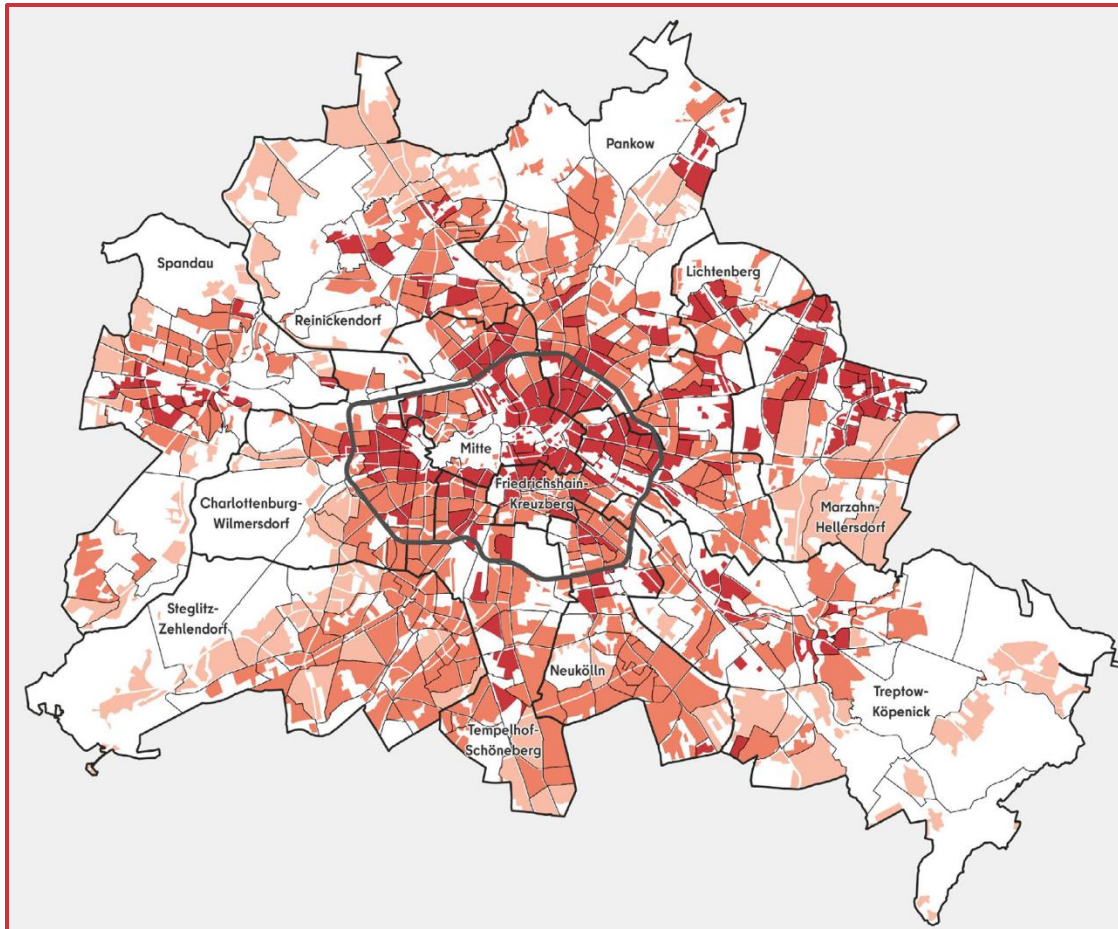 Pankow
Spandau
Lichtenberg
Reinickendorf
Mitte
Friedrichshain-
Kreuzberg
Charlottenburg-
Wilmersdorf
Marzahn-
Hellersdorf
Steglitz-
Zehlendorf
Neukölln
Treptow-
Köpenick
Tempelhof-
Schöneberg